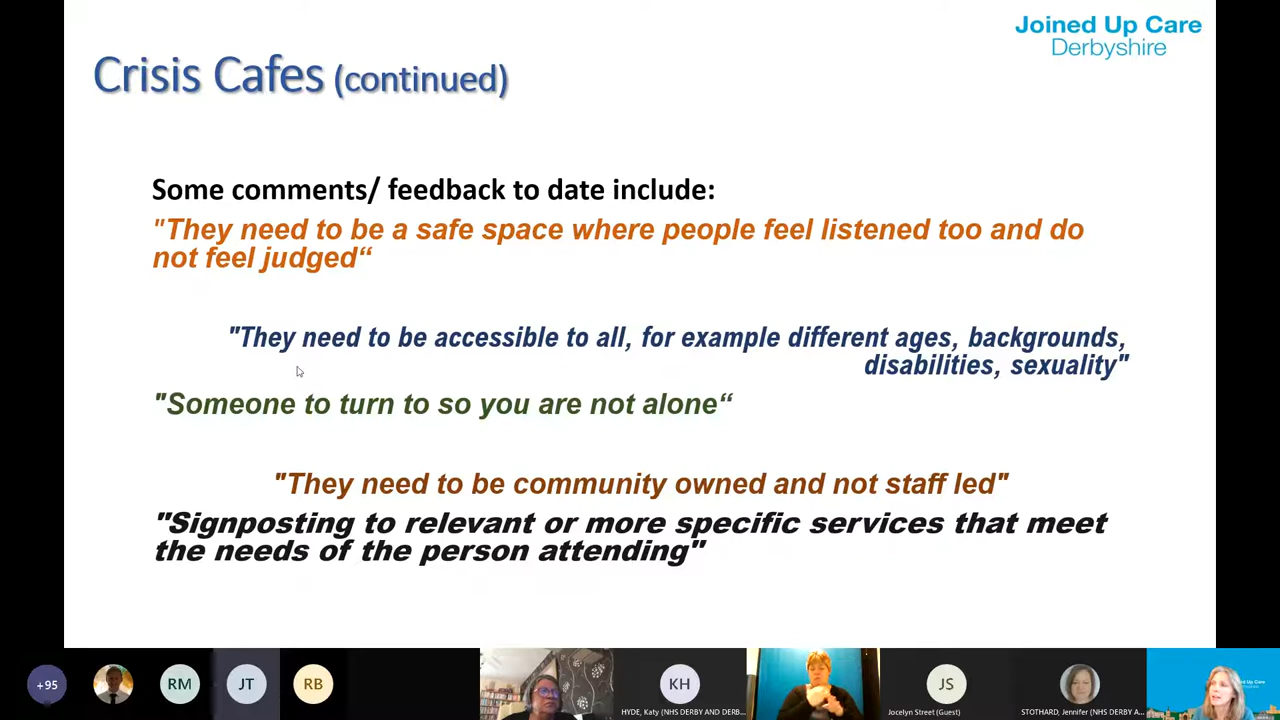 Joined Up Care
Derbyshire
Crisis Cafes (continued)
Some comments/ feedback to date include:
"They need to be a safe space where people feel listened too and do
not feel judged“
"They need to be accessible to all, for example different ages, backgrounds,
disabilities, sexuality"
"Someone to turn to so you are not alone“
"They need to be community owned and not staff led"
"Signposting to relevant or more specific services that meet
the needs of the person attending"
+95
RM
JT
RB
KH
HYDE, Katy (NHS DERBY AND DERB...
JS
Jocelyn Street (Guest)
STOTHARD, Jennifer (NHS DERBY A...
ed Up Care
Derbyshire